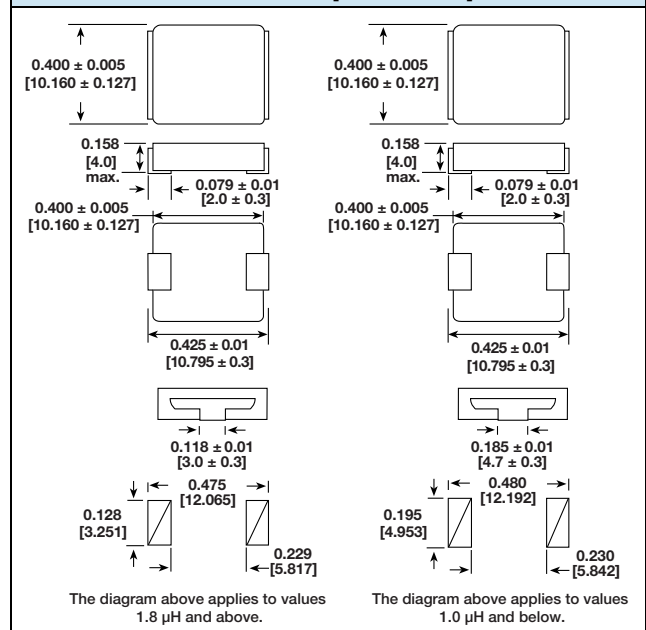 0.400 ± 0.005
[10.160 ± 0.127]
0.158
[4.0]
max.
0.079 ± 0.01
[2.0 ± 0.3]
0.400 ± 0.005
[10.160 ± 0.127]
0.425 ± 0.01
[10.795 ± 0.3]
0.118 ± 0.01
[3.0 ± 0.3]
0.475
[12.065]
0.128
[3.251]
0.229
[5.817]
The diagram above applies to values
1.8 µH and above.
0.400 ± 0.005
[10.160 ± 0.127]
0.158
[4.0]
max.
0.079 ± 0.01
[2.0 ± 0.3]
0.400 ± 0.005
[10.160 ± 0.127]
0.425 ± 0.01
[10.795 ± 0.3]
0.185 ± 0.01
[4.7 ± 0.3]
0.480
[12.192]
0.195
[4.953]
0.230
[5.842]
The diagram above applies to values
1.0 µH and below.